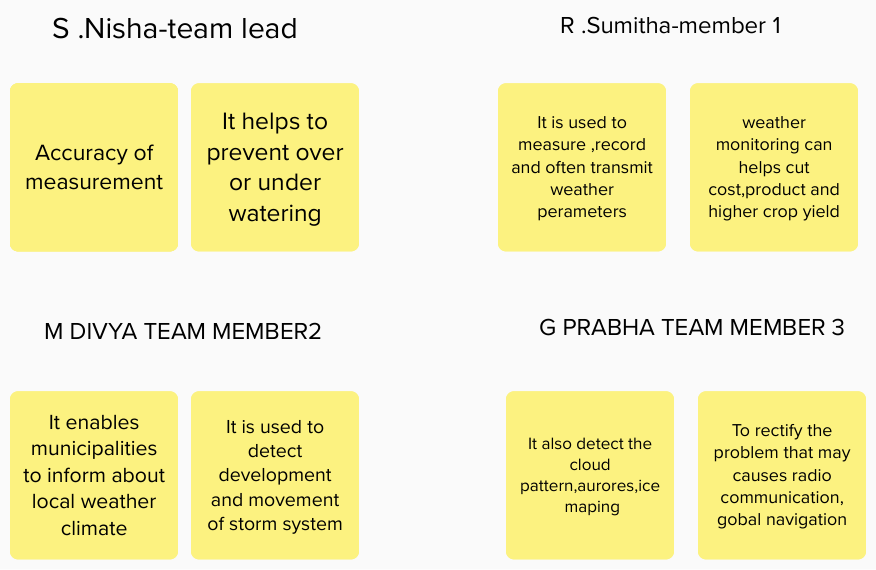 S .Nisha-team lead
R .Sumitha-member 1
Accuracy of
measurement
It helps to
prevent over
or under
watering
It is used to
measure ,record
and often transmit
weather
perameters
weather
monitoring can
helps cut
cost,product and
higher crop yield
M DIVYA TEAM MEMBER2
G PRABHA TEAM MEMBER 3
It enables
municipalities
to inform about
local weather
climate
It is used to
detect
development
and movement
of storm system
It also detect the
cloud
pattern,aurores,ice
maping
To rectify the
problem that may
causes radio
communication,
gobal navigation